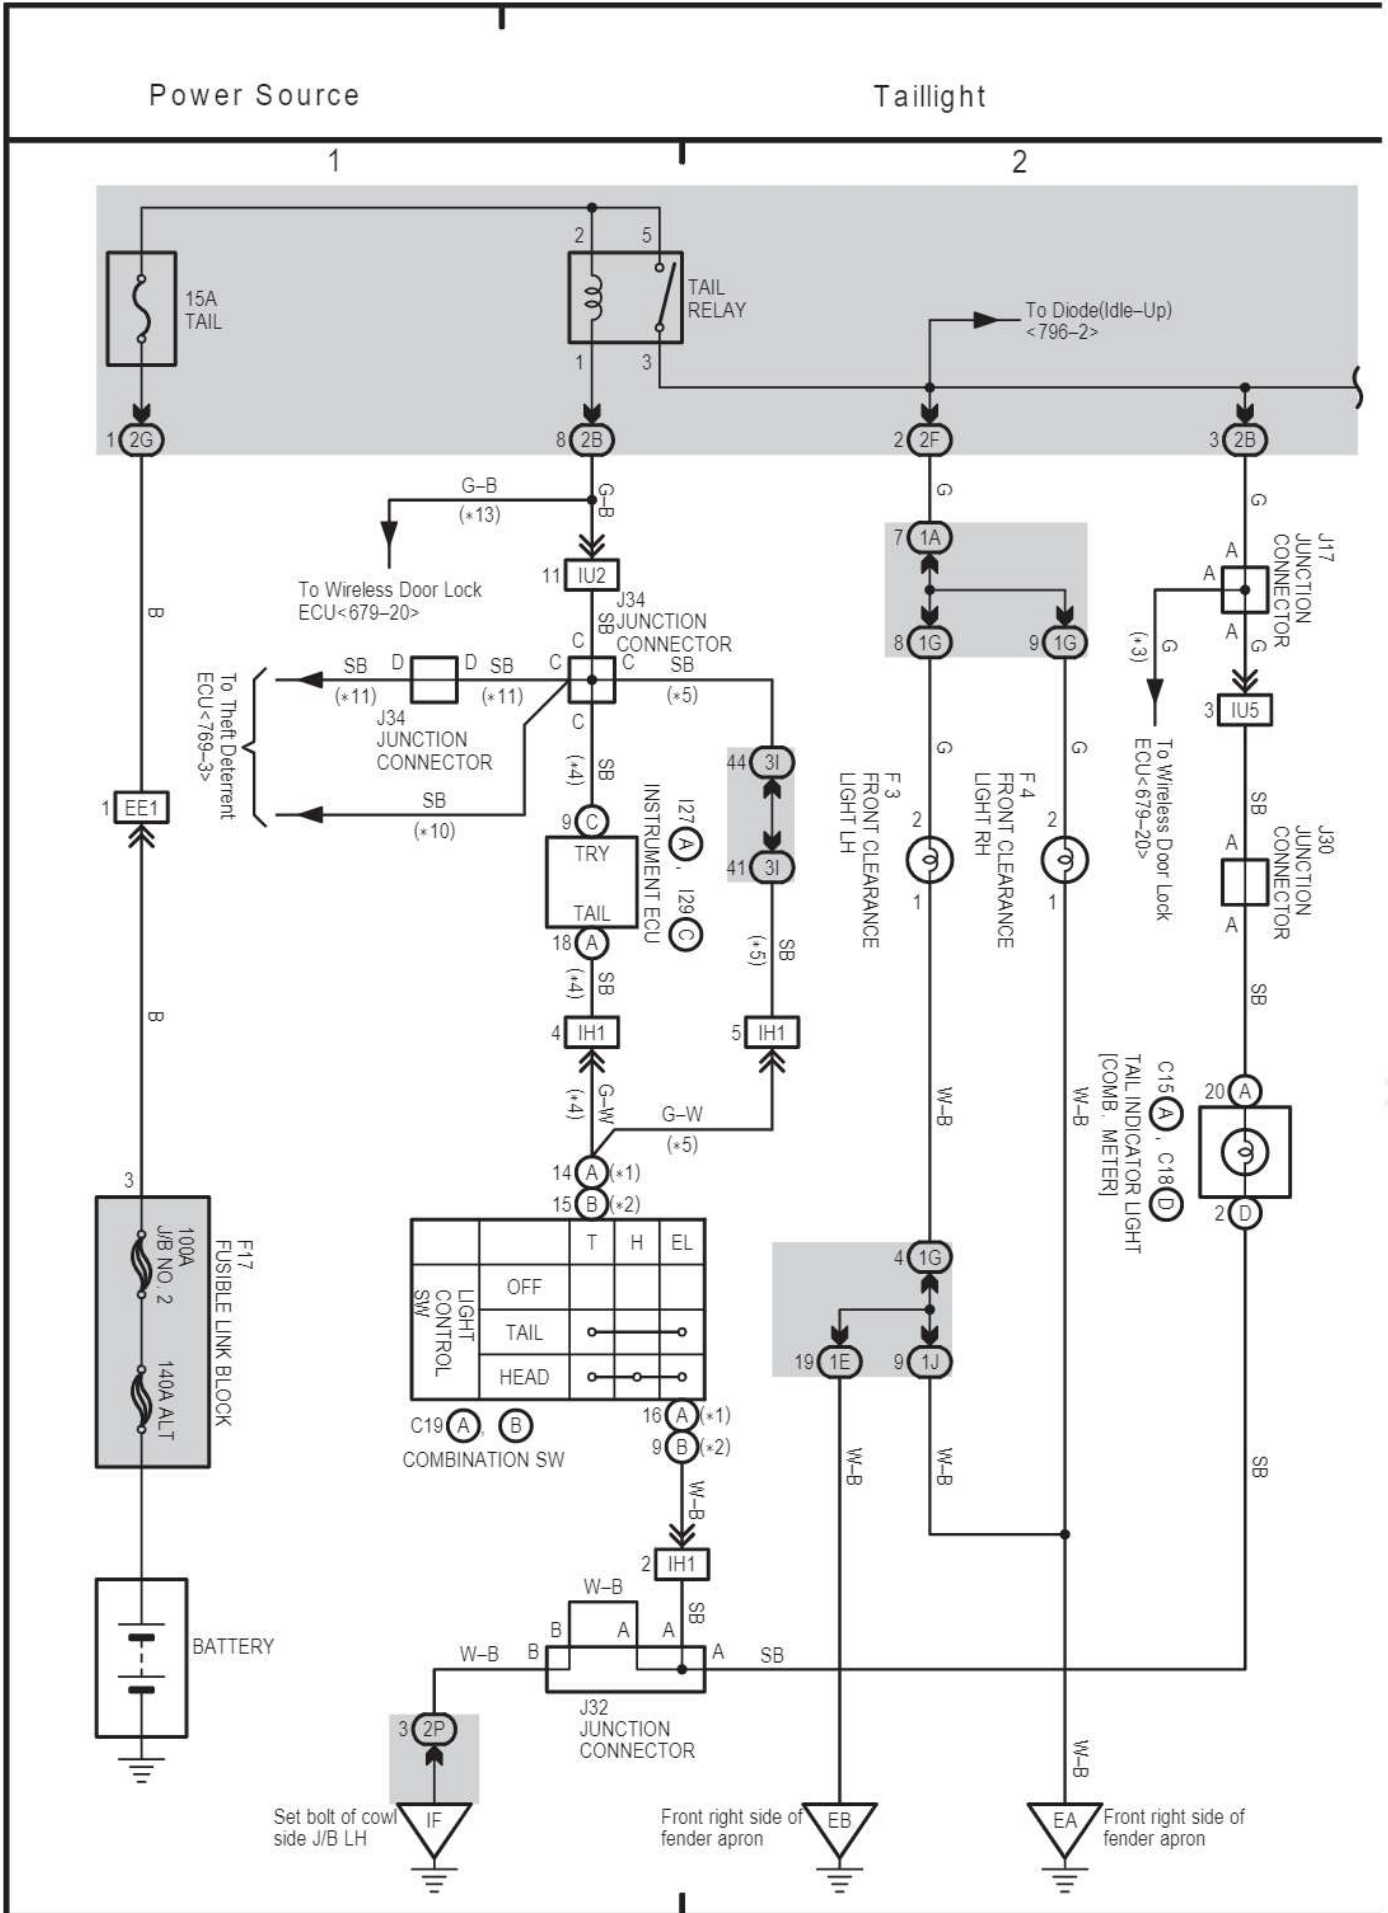 Power Source
Taillight
1
2
15A
TAIL
2
5
TAIL
RELAY
1
3
To Diode(Idle–Up)
<796–2>
1 2G
8 2B
2 2F
3 2B
G–B
(*13)
G–B
To Wireless Door Lock
ECU<679–20>
11 IU2
SB
J34
JUNCTION
CONNECTOR
C
C
C
C
SB
(*5)
SB
(*11)
D
D
SB
(*11)
J34
JUNCTION
CONNECTOR
To Theft Deterrent
ECU<769–3>
SB
(*10)
SB
(*4)
9 C
TRY
TAIL
18 A
I27 A , I29 C
INSTRUMENT ECU
SB
(*4)
4 IH1
G–W
(*4)
44 3I
41 3I
SB
(*5)
5 IH1
G–W
(*5)
14 A (*1)
15 B (*2)
T
H
EL
OFF
TAIL
HEAD
LIGHT
CONTROL
SW
C19 A , B
COMBINATION SW
16 A (*1)
9 B (*2)
W–B
2 IH1
SB
W–B
B
A
A
B
A
W–B
SB
J32
JUNCTION
CONNECTOR
3 2P
IF
Set bolt of cowl
side J/B LH
B
1 EE1
B
3
100A
J/B NO. 2
140A ALT
F17
FUSIBLE LINK BLOCK
BATTERY
G
7 1A
8 1G
9 1G
G
G
F 3
FRONT CLEARANCE
LIGHT LH
2
1
F 4
FRONT CLEARANCE
LIGHT RH
2
1
W–B
W–B
4 1G
19 1E
9 1J
W–B
W–B
W–B
EB
Front right side of
fender apron
EA
Front right side of
fender apron
G
A
A
A
J17
JUNCTION
CONNECTOR
G
(*3)
G
To Wireless Door Lock
ECU<679–20>
3 IU5
SB
A
A
J30
JUNCTION
CONNECTOR
SB
20 A
2 D
C15 A , C18 D
TAIL INDICATOR LIGHT
[COMB. METER]
SB